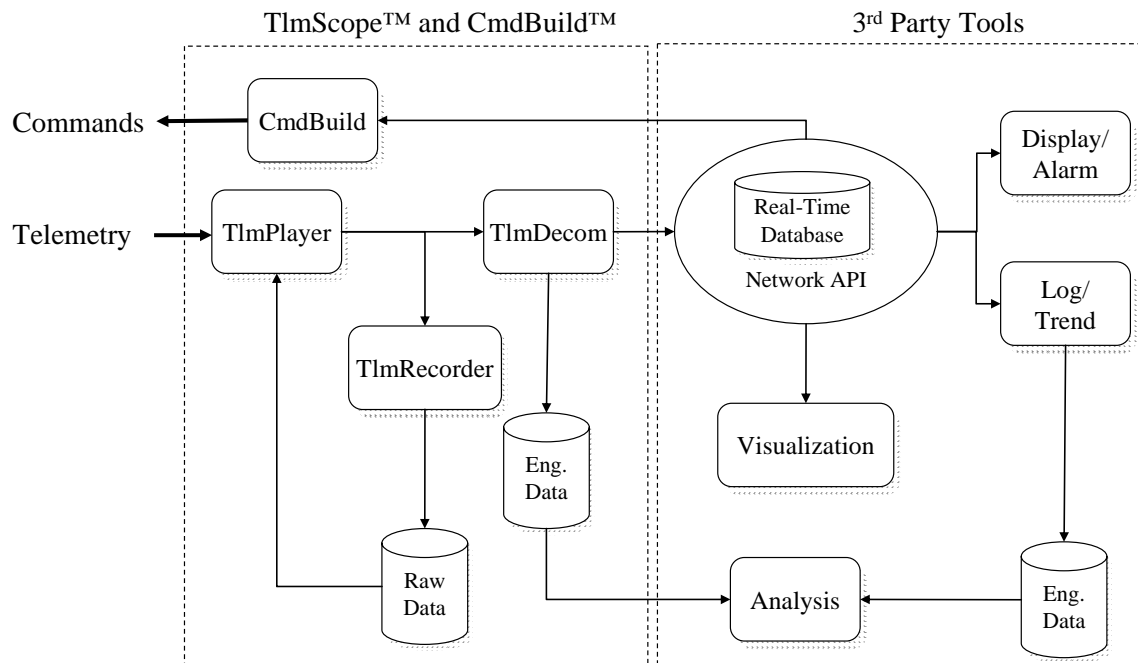 TlmScope™ and CmdBuild™
3rd Party Tools
Commands
CmdBuild
Display/
Alarm
Telemetry
TlmPlayer
TlmDecom
Real-Time
Database
Network API
Log/
Trend
TlmRecorder
Visualization
Eng.
Data
Raw
Data
Analysis
Eng.
Data